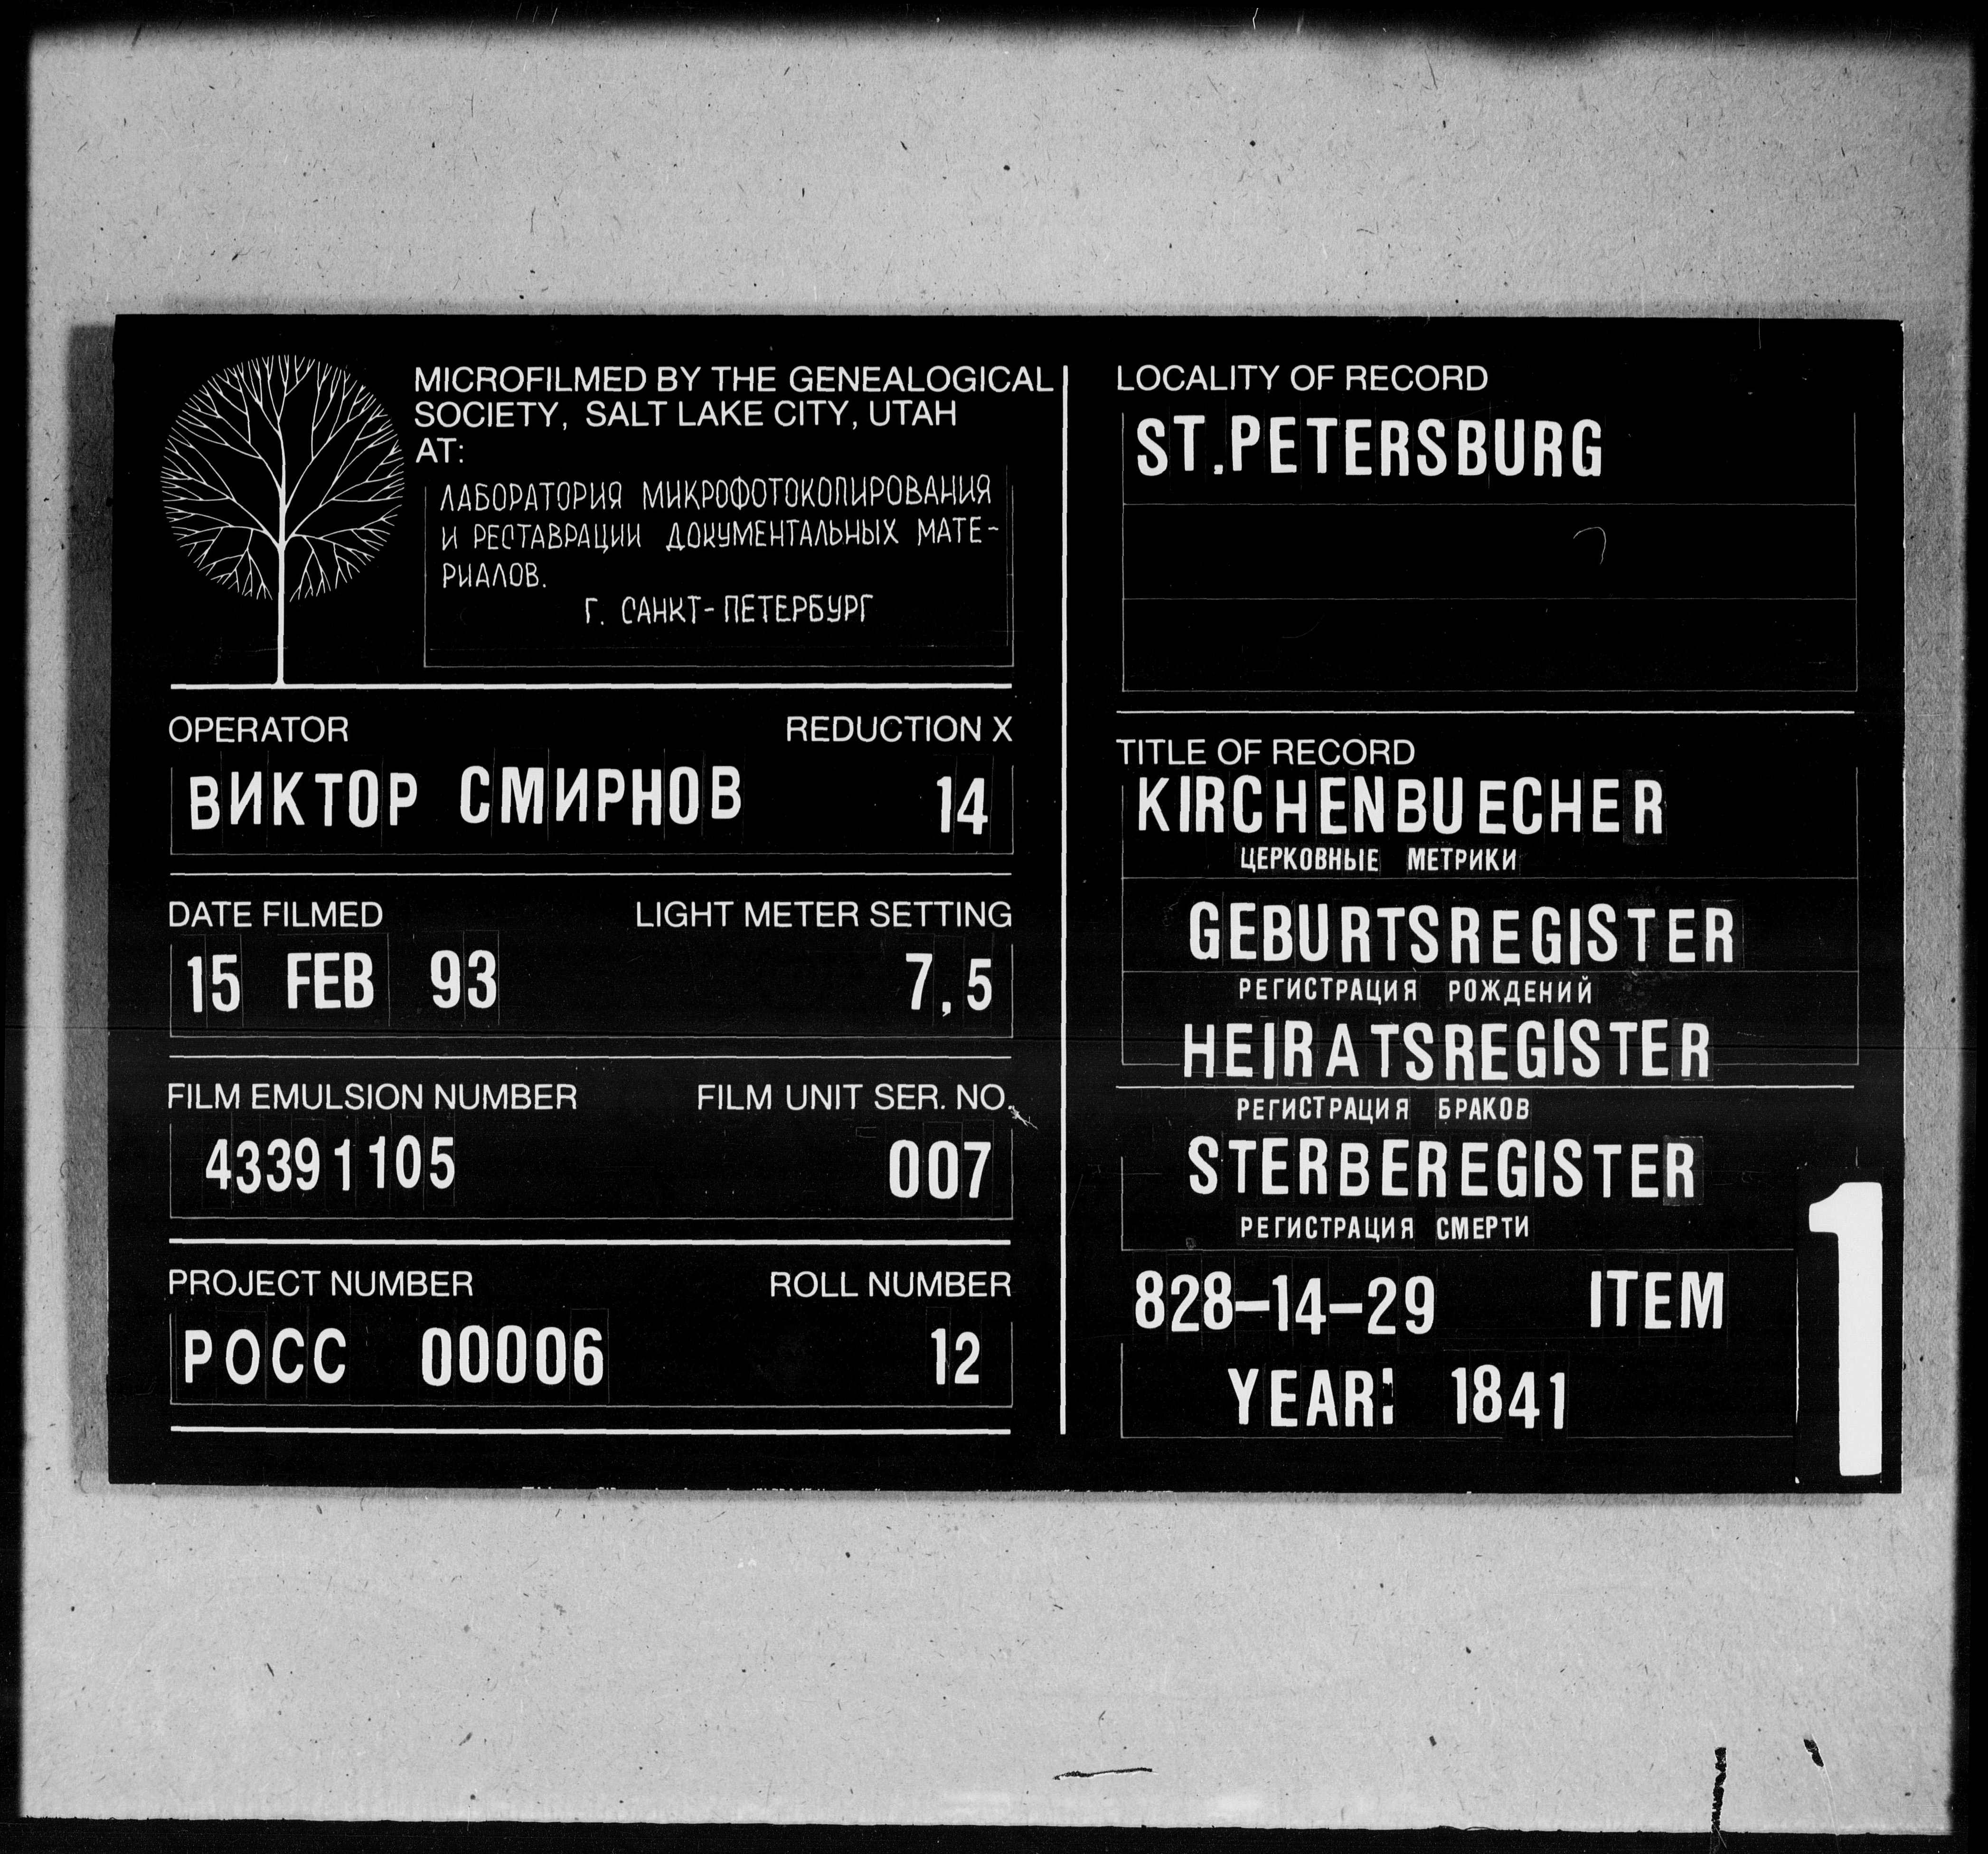 MICROFILMED BY THE GENEALOGICAL
SOCIETY, SALT LAKE CITY, UTAH
AT:
ЛАБОРАТОРИЯ МИКРОФОТОКОПИРОВАНИЯ
И РЕСТАВРАЦИИ ДОКУМЕНТАЛЬНЫХ МАТЕ-
РИАЛОВ.
Г. САНКТ-ПЕТЕРБУРГ
OPERATOR REDUCTION X
ВИКТОР СМИРНОВ 14
DATE FILMED LIGHT METER SETTING
15 FEB 93 7,5
FILM EMULSION NUMBER FILM UNIT SER. NO.
43391105 007
PROJECT NUMBER ROLL NUMBER
РОСС 00006 12
LOCALITY OF RECORD
ST.PETERSBURG
TITLE OF RECORD
KIRCHENBUECHER
ЦЕРКОВНЫЕ МЕТРИКИ
GEBURTSREGISTER
РЕГИСТРАЦИЯ РОЖДЕНИЙ
HEIRATSREGISTER
РЕГИСТРАЦИЯ БРАКОВ
STERBEREGISTER
РЕГИСТРАЦИЯ СМЕРТИ
828-14-29 ITEM 1
YEAR: 1841